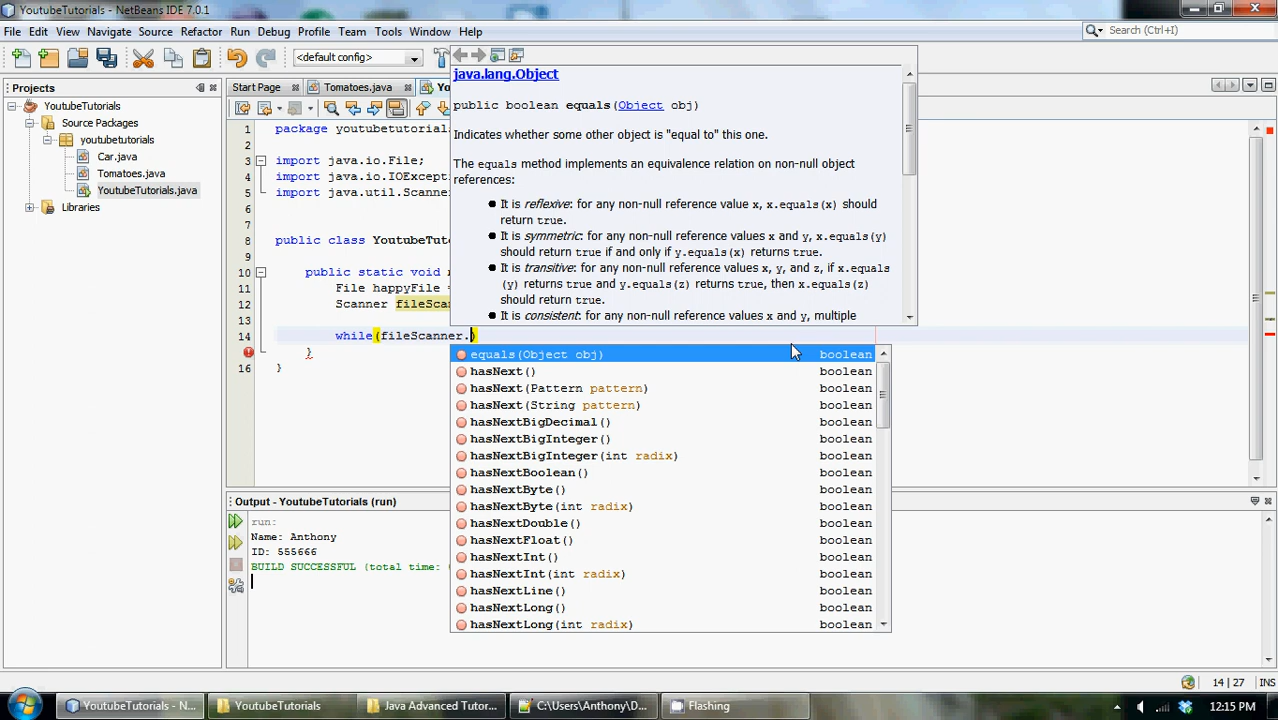 YoutubeTutorials - NetBeans IDE 7.0.1
File Edit View Navigate Source Refactor Run Debug Profile Team Tools Window Help
Search (Ctrl+I)
<default config>
Projects
YoutubeTutorials
Source Packages
youtubetutorials
Car.java
Tomatoes.java
YoutubeTutorials.java
Libraries
Start Page
Tomatoes.java
Yo
1 package youtubetutorial
2
3 import java.io.File;
4 import java.io.IOExcepti
5 import java.util.Scanner
6
7
8 public class YoutubeTut
9
10 public static void
11 File happyFile =
12 Scanner fileScan
13
14 while(fileScanner.)
}
16 }
java.lang.Object
public boolean equals(Object obj)
Indicates whether some other object is "equal to" this one.
The equals method implements an equivalence relation on non-null object
references:
It is reflexive: for any non-null reference value x, x.equals(x) should
return true.
It is symmetric: for any non-null reference values x and y, x.equals(y)
should return true if and only if y.equals(x) returns true.
It is transitive: for any non-null reference values x, y, and z, if x.equals
(y) returns true and y.equals(z) returns true, then x.equals(z)
should return true.
It is consistent: for any non-null reference values x and y, multiple
equals(Object obj) boolean
hasNext() boolean
hasNext(Pattern pattern) boolean
hasNext(String pattern) boolean
hasNextBigDecimal() boolean
hasNextBigInteger() boolean
hasNextBigInteger(int radix) boolean
hasNextBoolean() boolean
hasNextByte() boolean
hasNextByte(int radix) boolean
hasNextDouble() boolean
hasNextFloat() boolean
hasNextInt() boolean
hasNextInt(int radix) boolean
hasNextLine() boolean
hasNextLong() boolean
hasNextLong(int radix) boolean
Output - YoutubeTutorials (run)
run:
Name: Anthony
ID: 555666
BUILD SUCCESSFUL (total time:
14 | 27 INS
YoutubeTutorials - N...
YoutubeTutorials
Java Advanced Tutor...
C:\Users\Anthony\D...
Flashing
12:15 PM